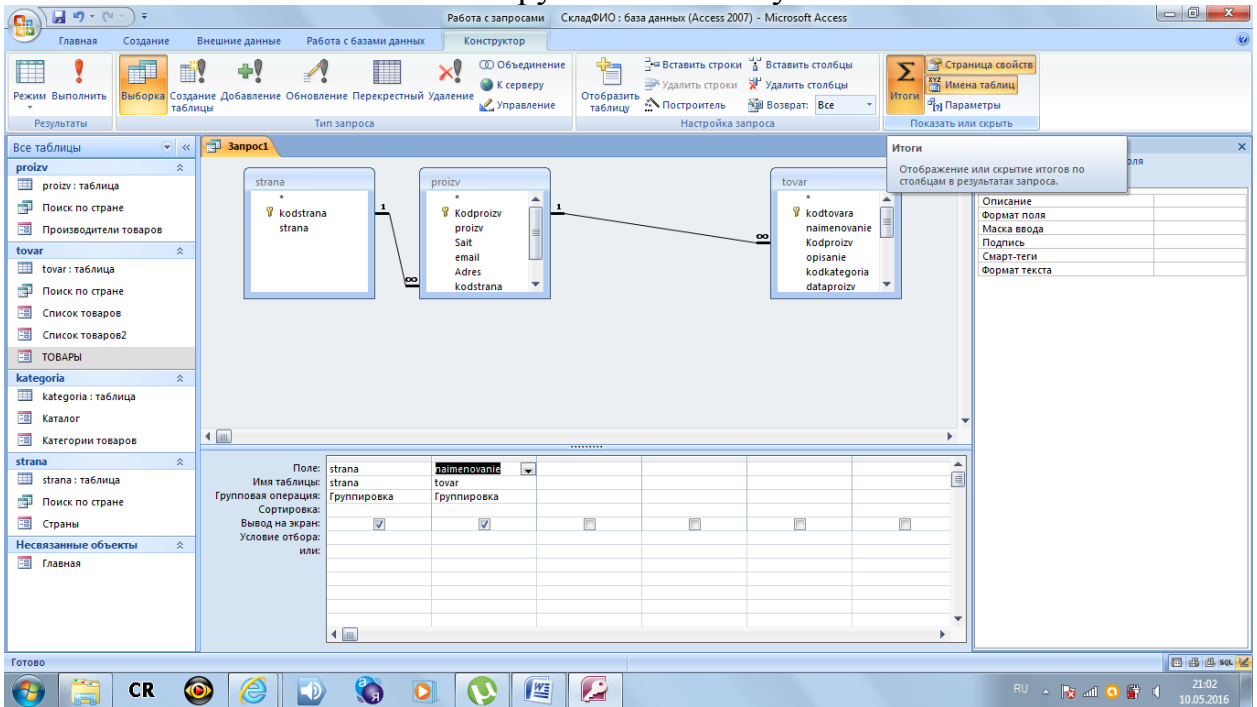 Работа с запросами СкладФИО : база данных (Access 2007) - Microsoft Access
Главная Создание Внешние данные Работа с базами данных Конструктор
Режим Выполнить
Результаты
Выборка Создание таблицы Добавление Обновление Перекрестный Удаление
Объединение
К серверу
Управление
Тип запроса
Отобразить таблицу
Вставить строки Вставить столбцы
Удалить строки Удалить столбцы
Построитель Возврат: Все
Настройка запроса
Итоги
Страница свойств
XYZ Имена таблиц
Параметры
Показать или скрыть
Итоги
Отображение или скрытие итогов по
столбцам в результатах запроса.
Все таблицы
proizv
proizv : таблица
Поиск по стране
Производители товаров
tovar
tovar : таблица
Поиск по стране
Список товаров
Список товаров2
ТОВАРЫ
kategoria
kategoria : таблица
Каталог
Категории товаров
strana
strana : таблица
Поиск по стране
Страны
Несвязанные объекты
Главная
Запрос1
strana
*
kodstrana
strana
1
∞
proizv
*
Kodproizv
proizv
Sait
email
Adres
kodstrana
1
∞
tovar
*
kodtovara
naimenovanie
Kodproizv
opisanie
kodkategoria
dataproizv
Описание
Формат поля
Маска ввода
Подпись
Смарт-теги
Формат текста
Поле: strana naimenovanie
Имя таблицы: strana tovar
Групповая операция: Группировка Группировка
Сортировка:
Вывод на экран:
Условие отбора:
или:
Готово
SQL
CR
RU
21:02
10.05.2016